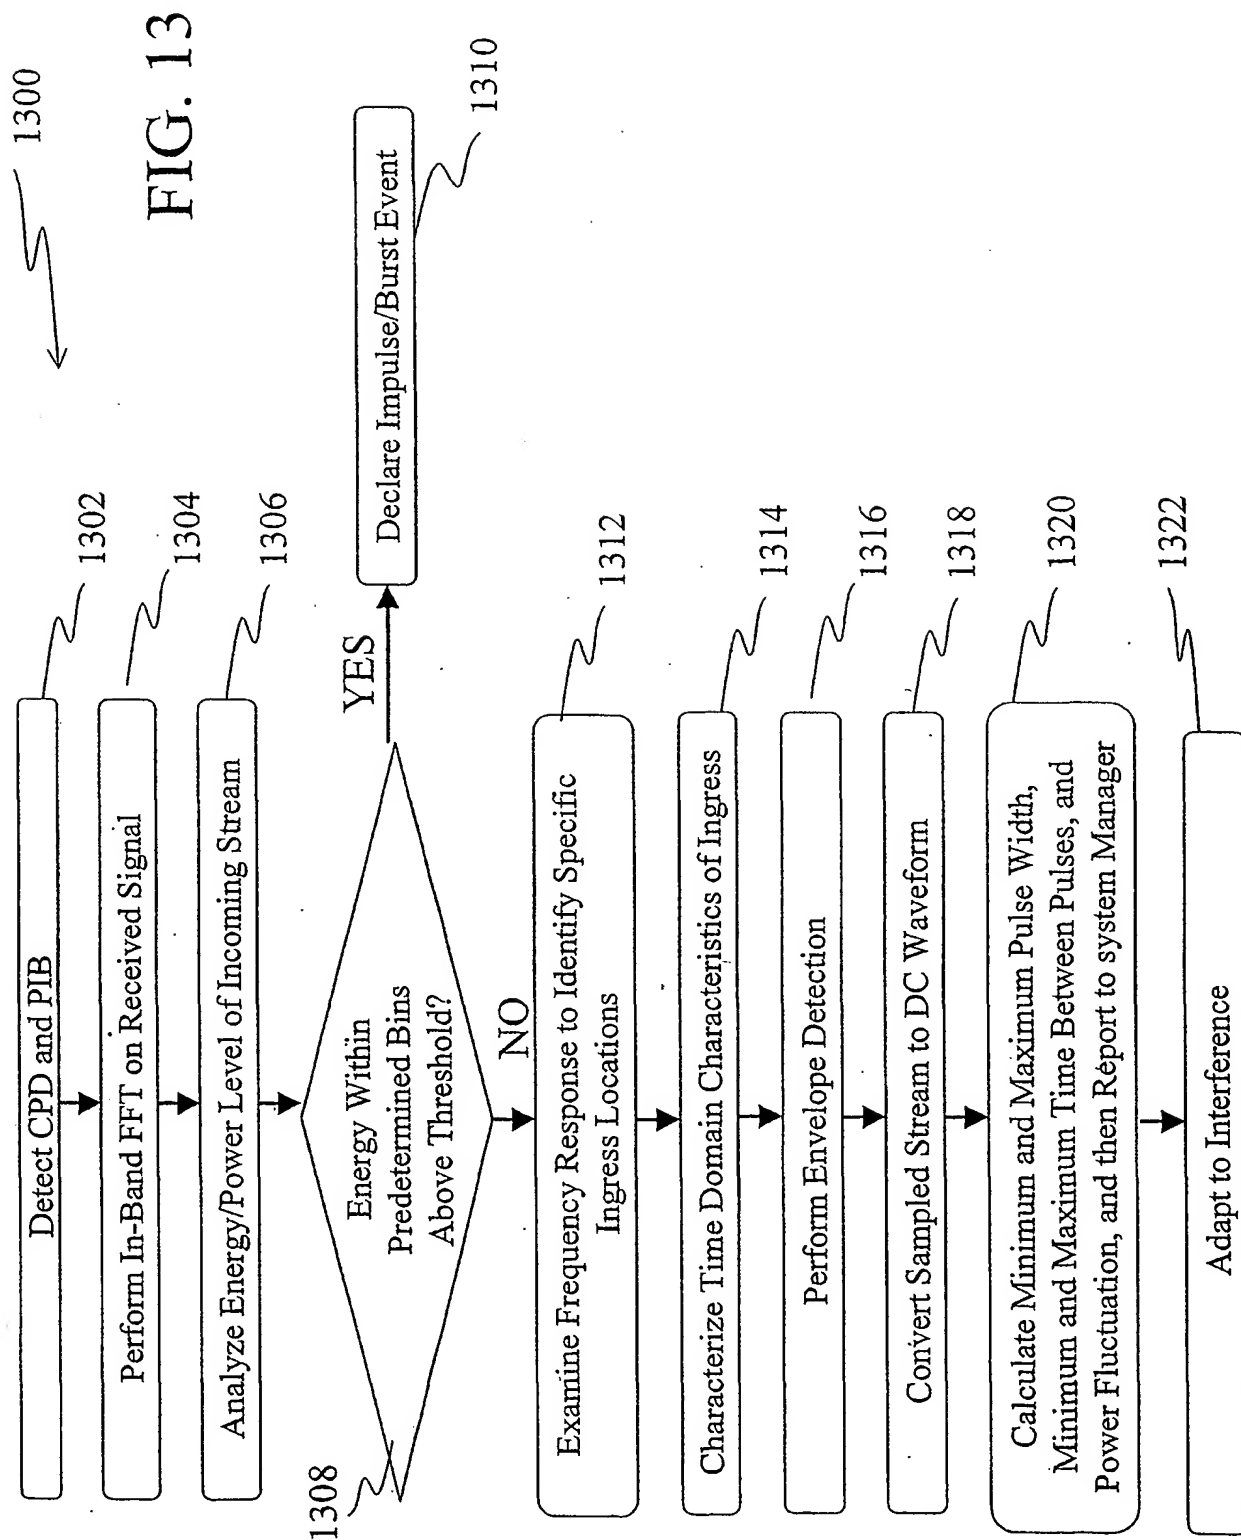 FIG. 13
1300
Detect CPD and PIB
1302
Perform In-Band FFT on Received Signal
1304
Analyze Energy/Power Level of Incoming Stream
1306
Energy Within
Predetermined Bins
Above Threshold?
1308
YES
Declare Impulse/Burst Event
1310
NO
Examine Frequency Response to Identify Specific
Ingress Locations
1312
Characterize Time Domain Characteristics of Ingress
1314
Perform Envelope Detection
1316
Convert Sampled Stream to DC Waveform
1318
Calculate Minimum and Maximum Pulse Width,
Minimum and Maximum Time Between Pulses, and
Power Fluctuation, and then Report to system Manager
1320
Adapt to Interference
1322